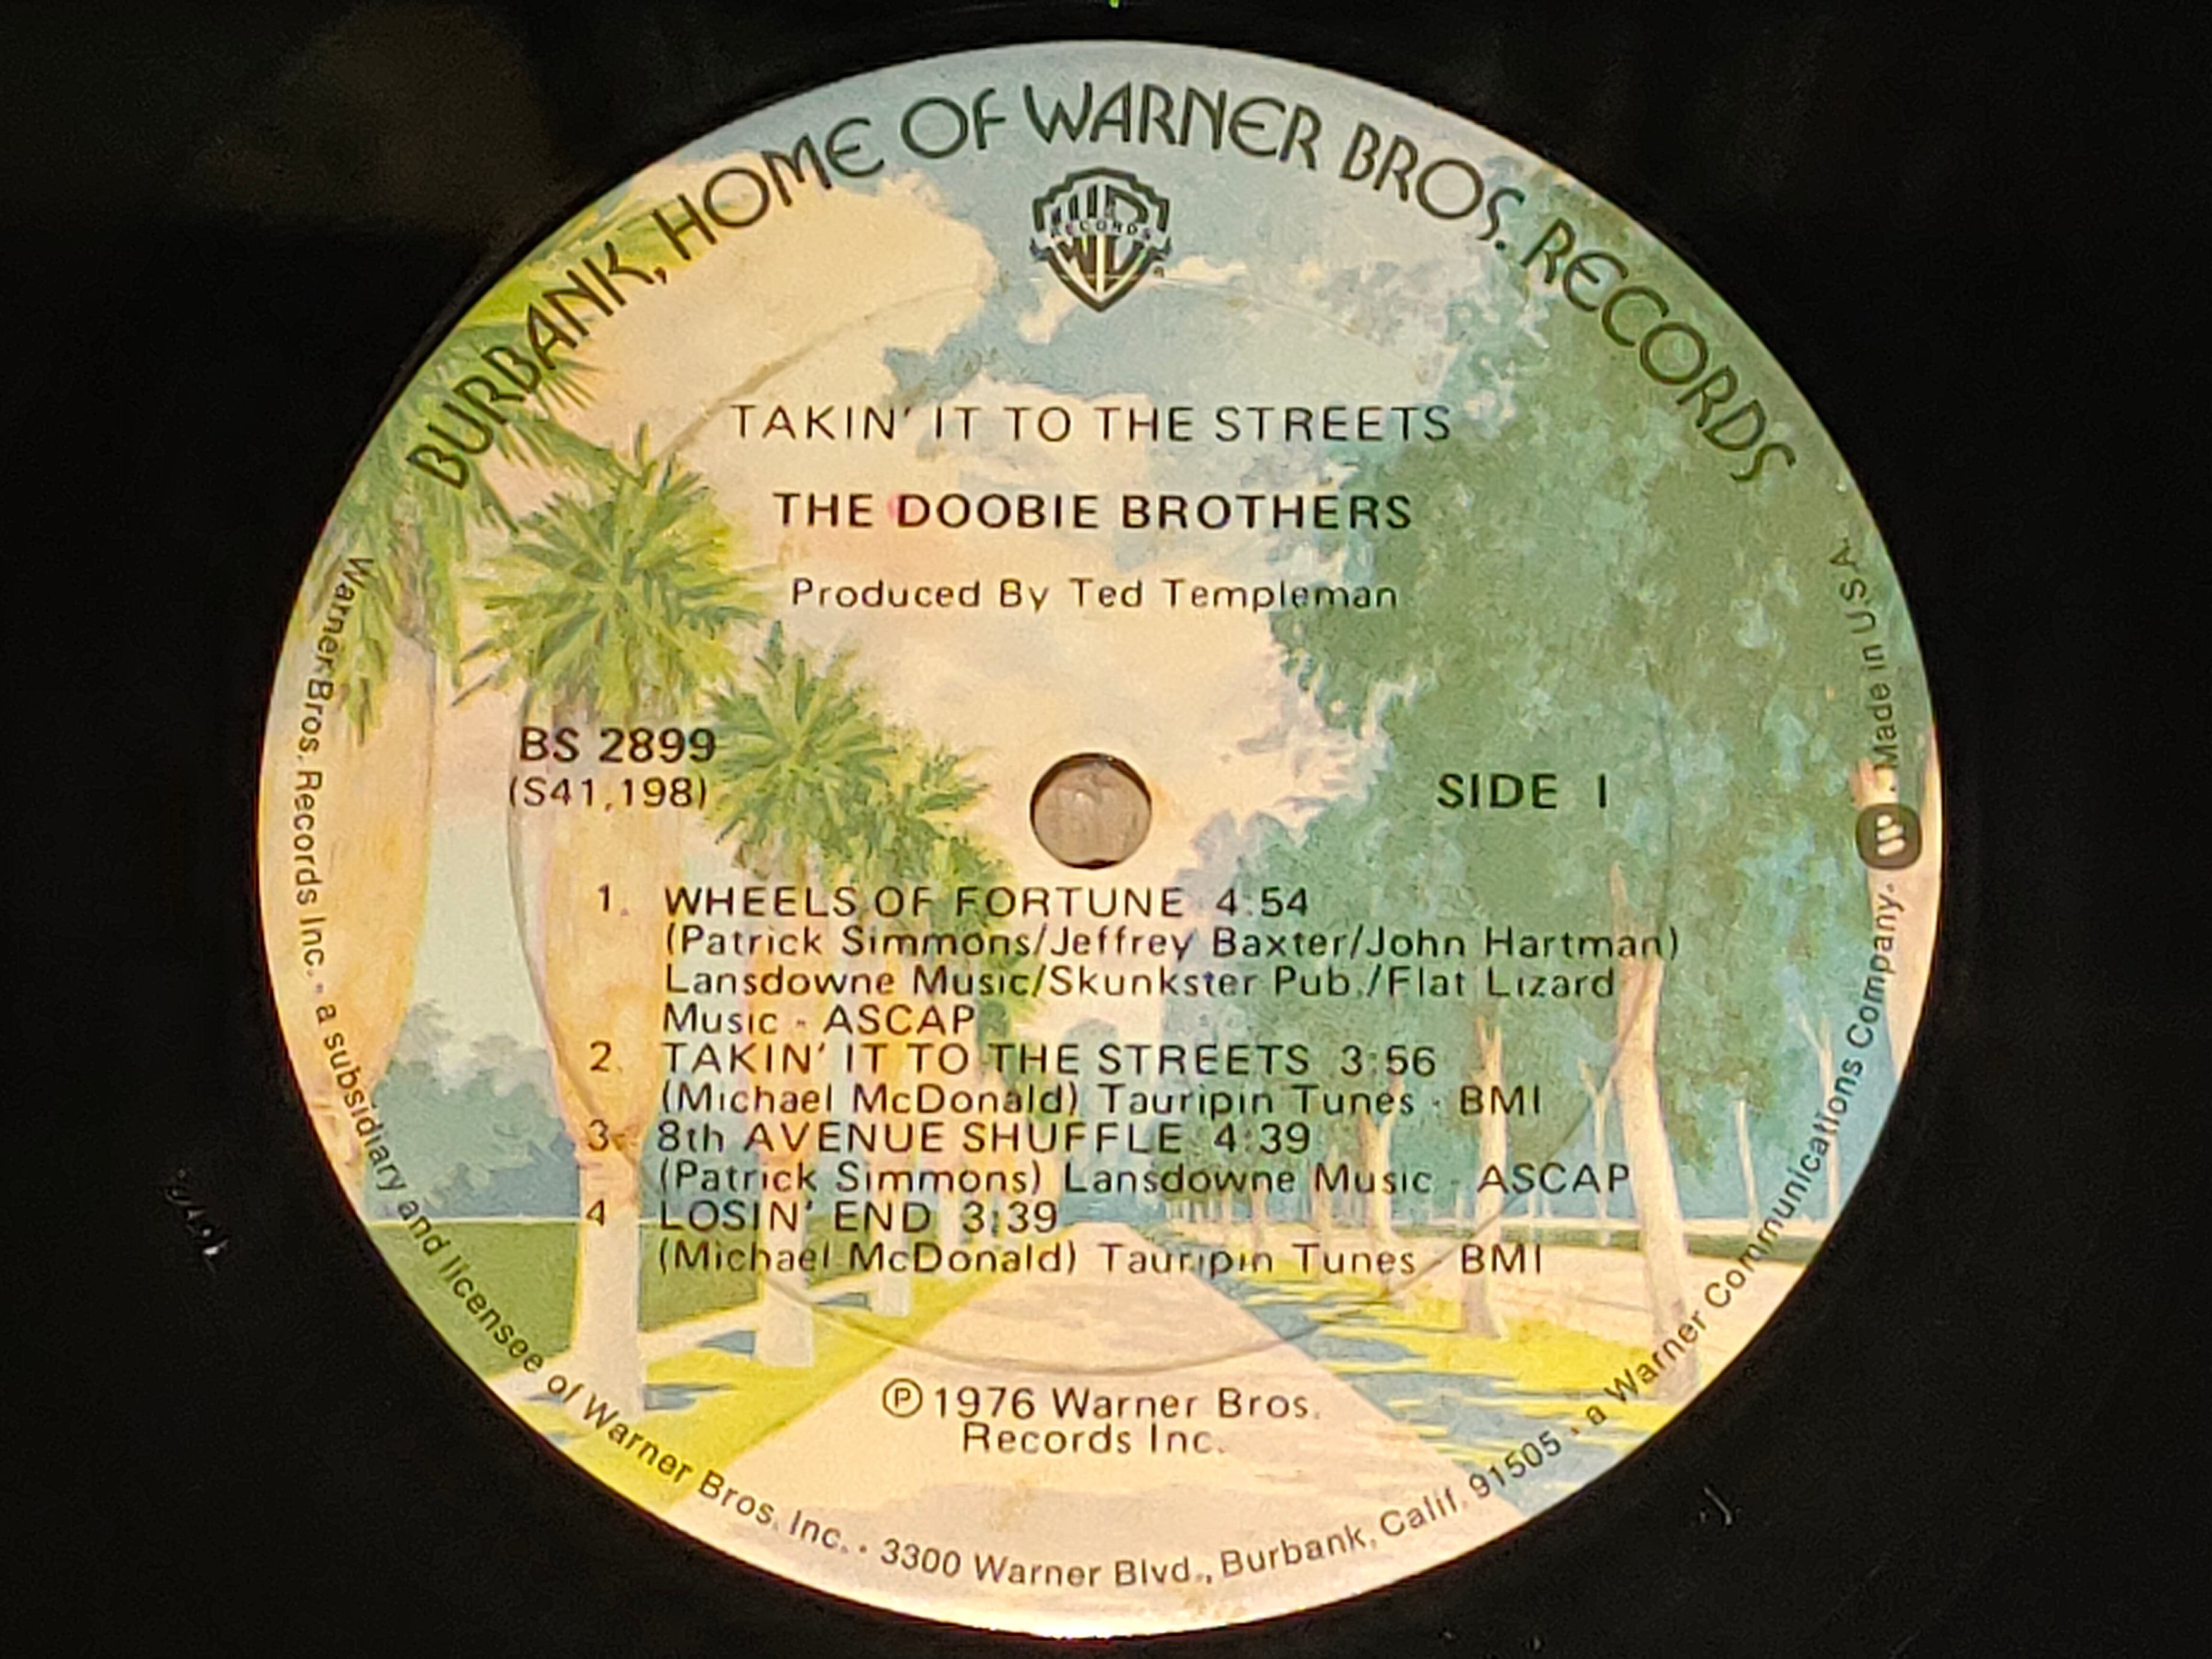 BURBANK, HOME OF WARNER BROS. RECORDS
RECORDS
TAKIN' IT TO THE STREETS
THE DOOBIE BROTHERS
Produced By Ted Templeman
BS 2899
(S41,198)
SIDE 1
1. WHEELS OF FORTUNE 4:54
(Patrick Simmons/Jeffrey Baxter/John Hartman)
Lansdowne Music/Skunkster Pub./Flat Lizard
Music - ASCAP
2. TAKIN' IT TO THE STREETS 3:56
(Michael McDonald) Tauripin Tunes - BMI
3. 8th AVENUE SHUFFLE 4:39
(Patrick Simmons) Lansdowne Music - ASCAP
4 LOSIN' END 3:39
(Michael McDonald) Tauripin Tunes - BMI
Ⓟ1976 Warner Bros.
Records Inc.
Warner Bros. Records Inc. · a subsidiary and licensee of Warner Bros. Inc. · 3300 Warner Blvd., Burbank, Calif. 91505 · a Warner Communications Company. · Made in U.S.A.